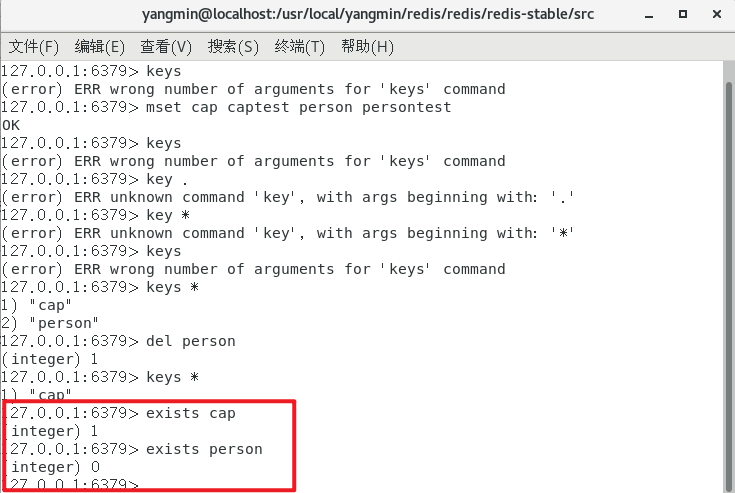 yangmin@localhost:/usr/local/yangmin/redis/redis/redis-stable/src
文件(F) 编辑(E) 查看(V) 搜索(S) 终端(T) 帮助(H)
127.0.0.1:6379> keys
(error) ERR wrong number of arguments for 'keys' command
127.0.0.1:6379> mset cap captest person persontest
OK
127.0.0.1:6379> keys
(error) ERR wrong number of arguments for 'keys' command
127.0.0.1:6379> key .
(error) ERR unknown command 'key', with args beginning with: '.'
127.0.0.1:6379> key *
(error) ERR unknown command 'key', with args beginning with: '*'
127.0.0.1:6379> keys
(error) ERR wrong number of arguments for 'keys' command
127.0.0.1:6379> keys *
1) "cap"
2) "person"
127.0.0.1:6379> del person
(integer) 1
127.0.0.1:6379> keys *
1) "cap"
127.0.0.1:6379> exists cap
(integer) 1
127.0.0.1:6379> exists person
(integer) 0
127.0.0.1:6379>